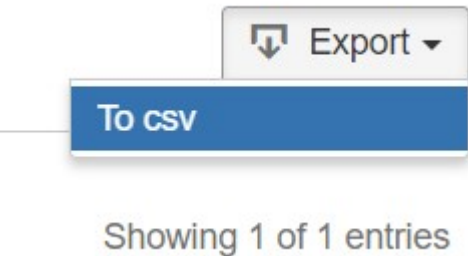 Export
To csv
Showing 1 of 1 entries